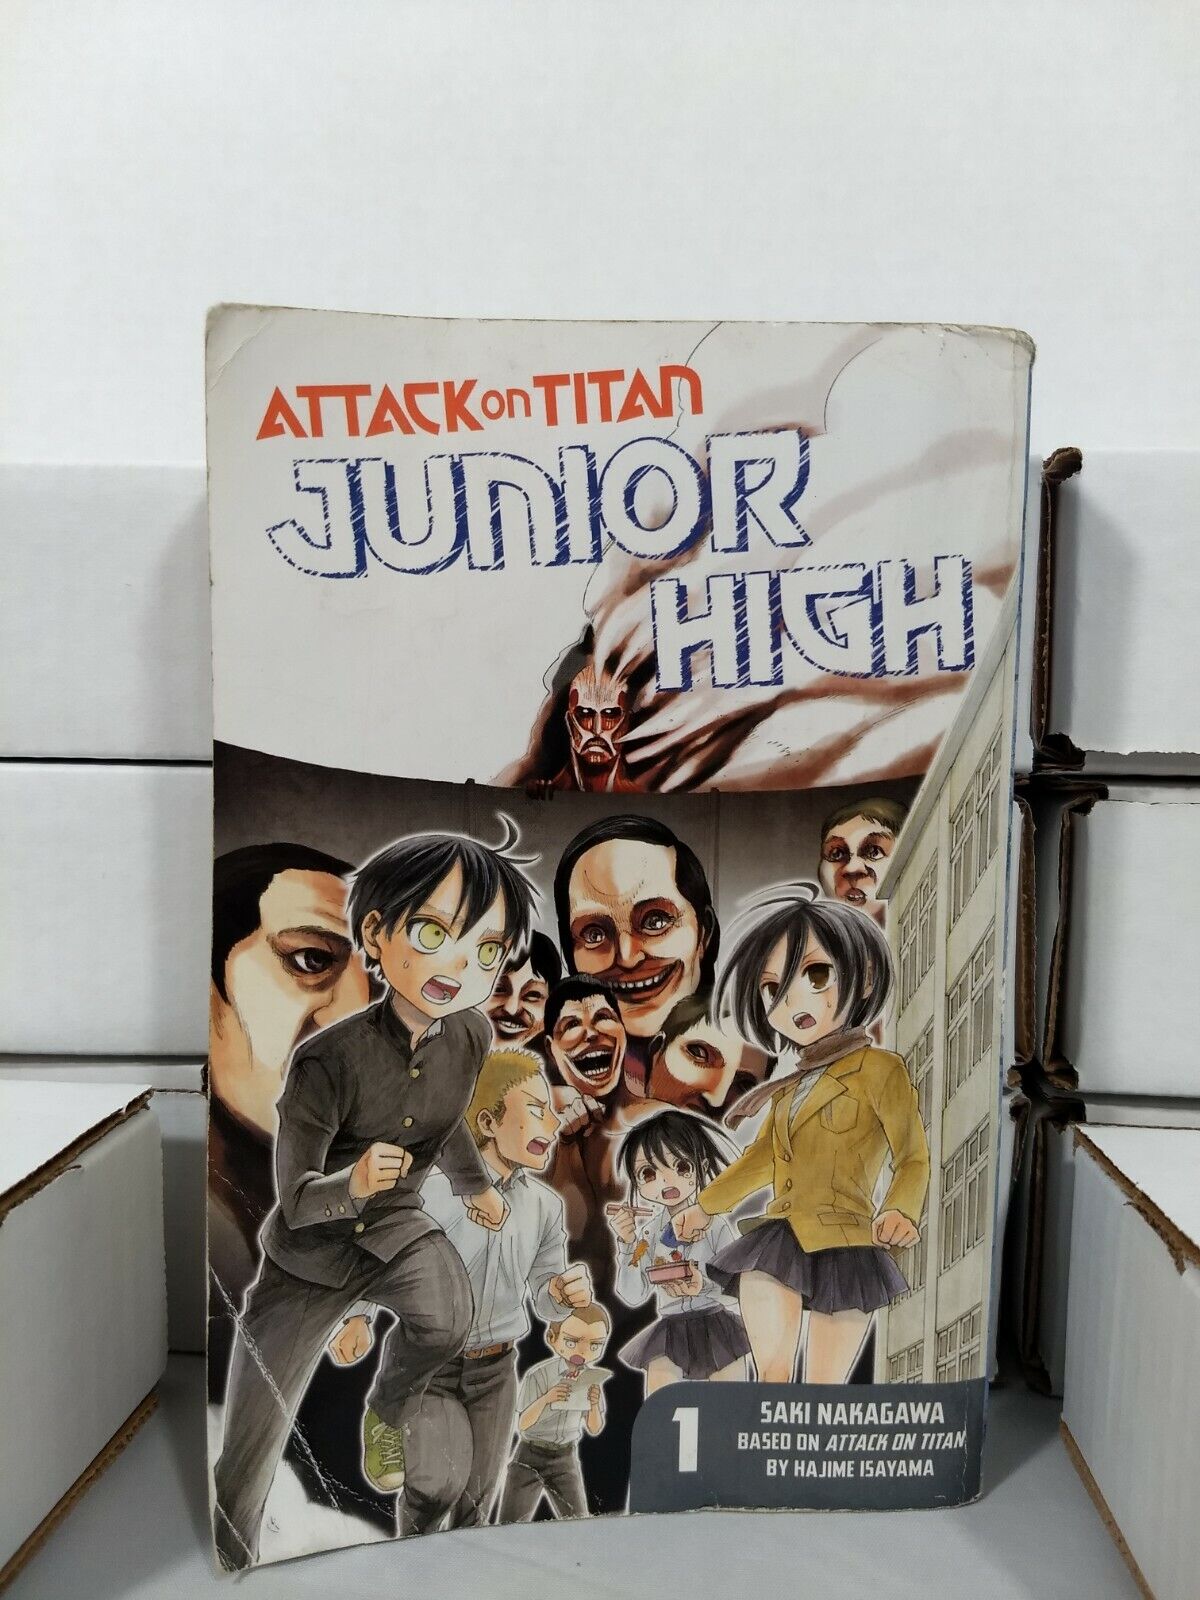 ATTACK on TITAN
JUNIOR
HIGH
1
SAKI NAKAGAWA
BASED ON ATTACK ON TITAN
BY HAJIME ISAYAMA